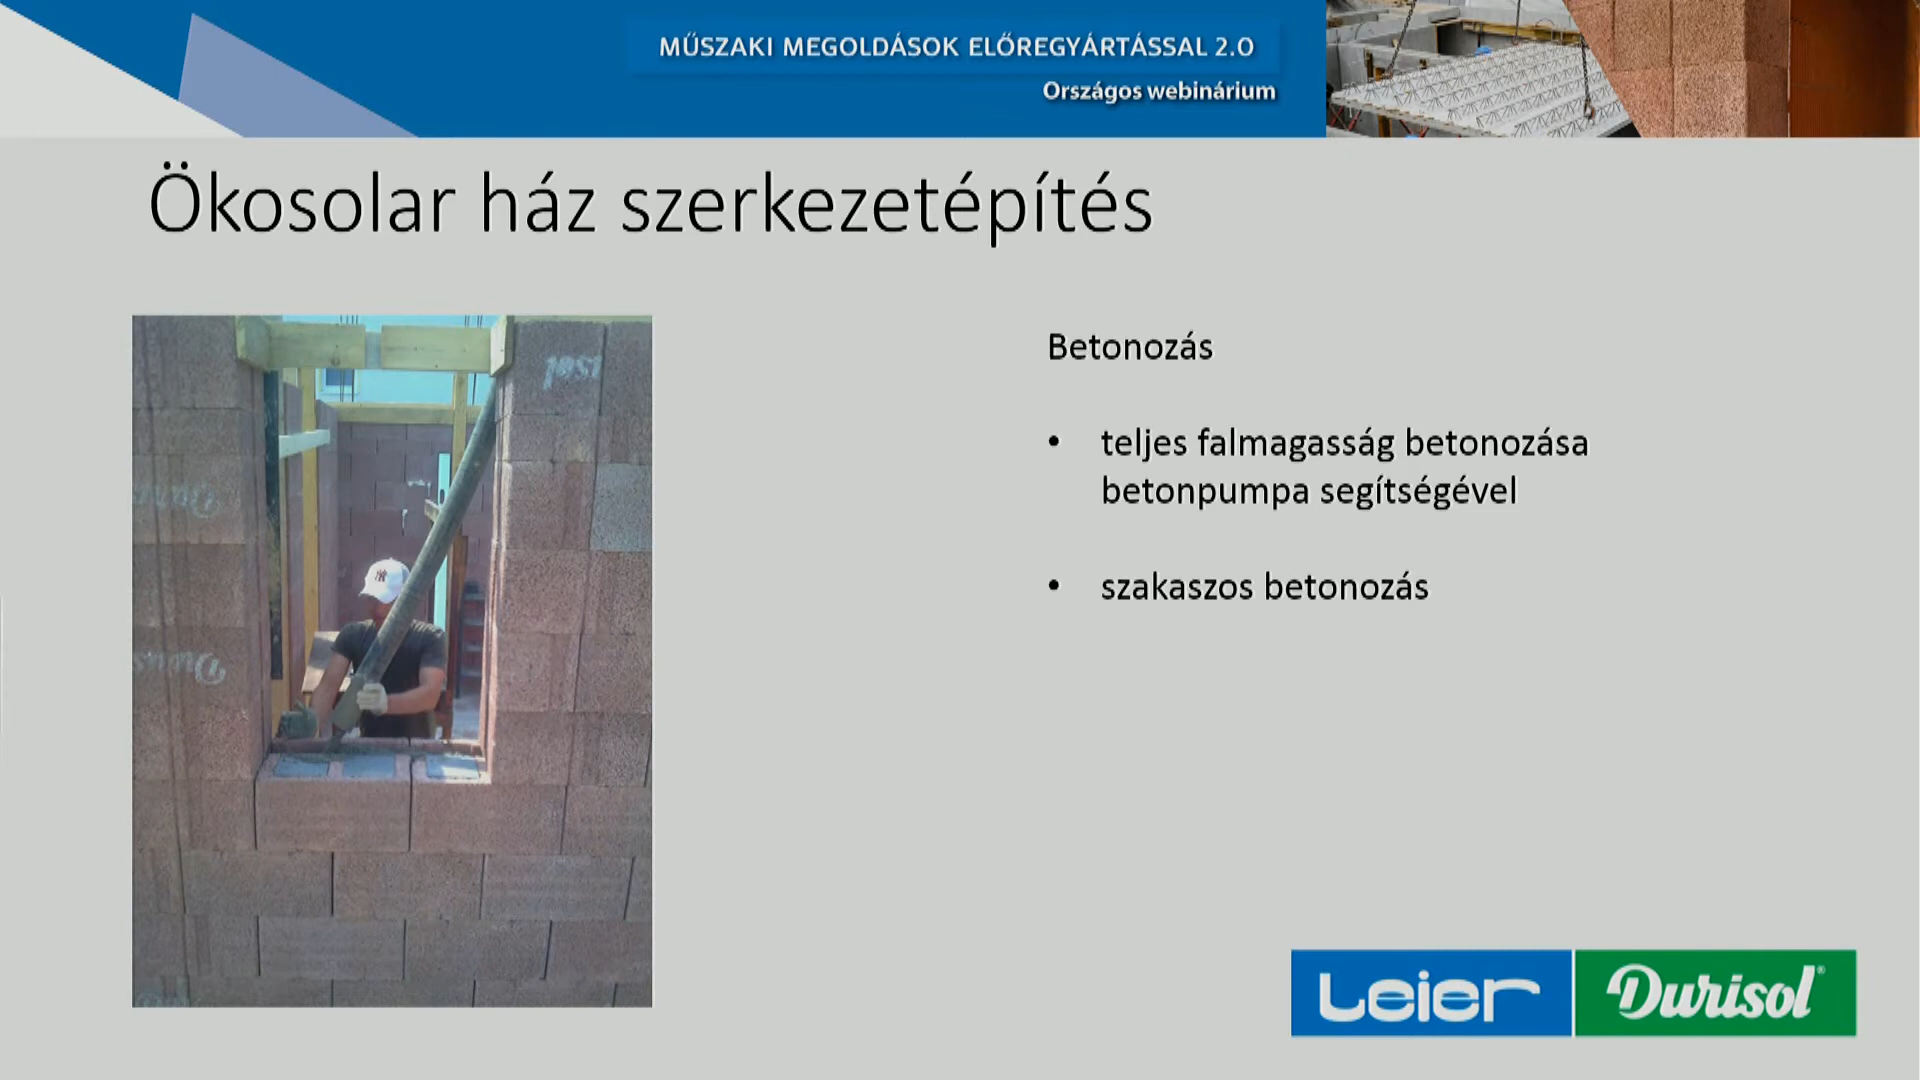 MŰSZAKI MEGOLDÁSOK ELŐREGYÁRTÁSSAL 2.0
Országos webinárium
Ökosolar ház szerkezetépítés
Betonozás
• teljes falmagasság betonozása
betonpumpa segítségével
• szakaszos betonozás
Leier
Durisol®